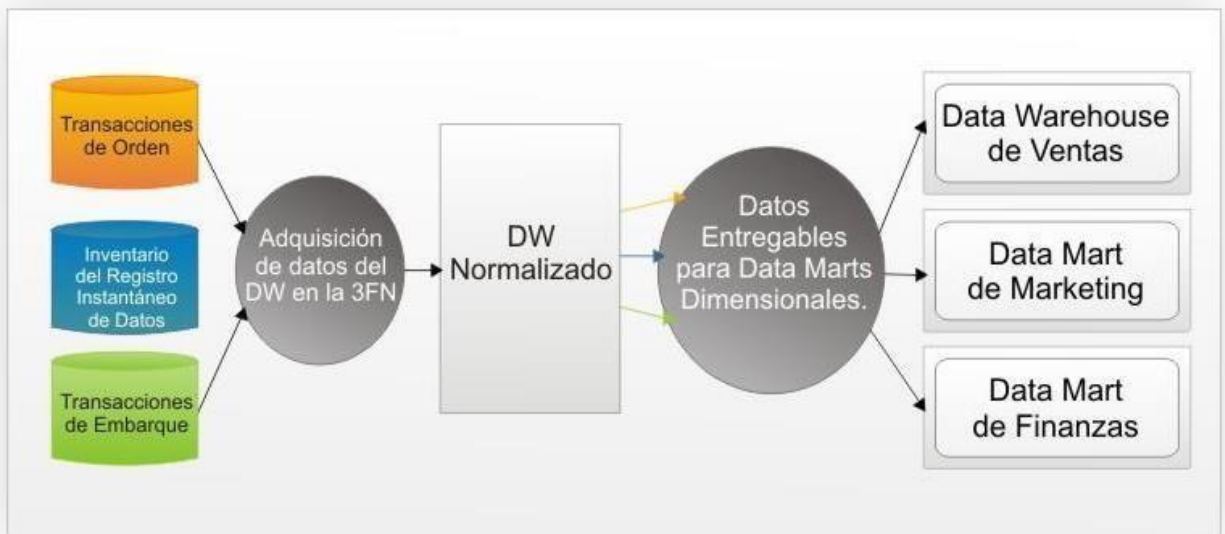 Transacciones
de Orden
Inventario
del Registro
Instantáneo
de Datos
Transacciones
de Embarque
Adquisición
de datos del
DW en la 3FN
DW
Normalizado
Datos
Entregables
para Data Marts
Dimensionales.
Data Warehouse
de Ventas
Data Mart
de Marketing
Data Mart
de Finanzas